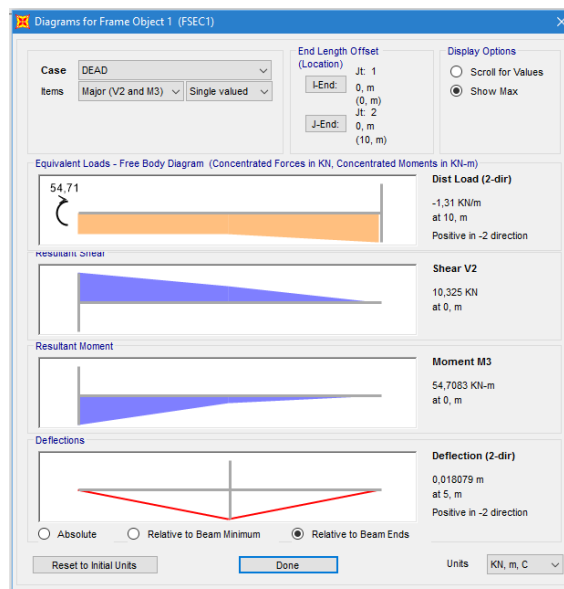 Diagrams for Frame Object 1 (FSEC1)
Case DEAD
Items Major (V2 and M3) Single valued
End Length Offset
(Location)
Jt: 1
I-End: 0, m
(0, m)
Jt: 2
J-End: 0, m
(10, m)
Display Options
Scroll for Values
Show Max
Equivalent Loads - Free Body Diagram (Concentrated Forces in KN, Concentrated Moments in KN-m)
54,71
Dist Load (2-dir)
-1,31 KN/m
at 10, m
Positive in -2 direction
Resultant Shear
Shear V2
10,325 KN
at 0, m
Resultant Moment
Moment M3
54,7083 KN-m
at 0, m
Deflections
Deflection (2-dir)
0,018079 m
at 5, m
Positive in -2 direction
Absolute Relative to Beam Minimum Relative to Beam Ends
Reset to Initial Units Done Units KN, m, C